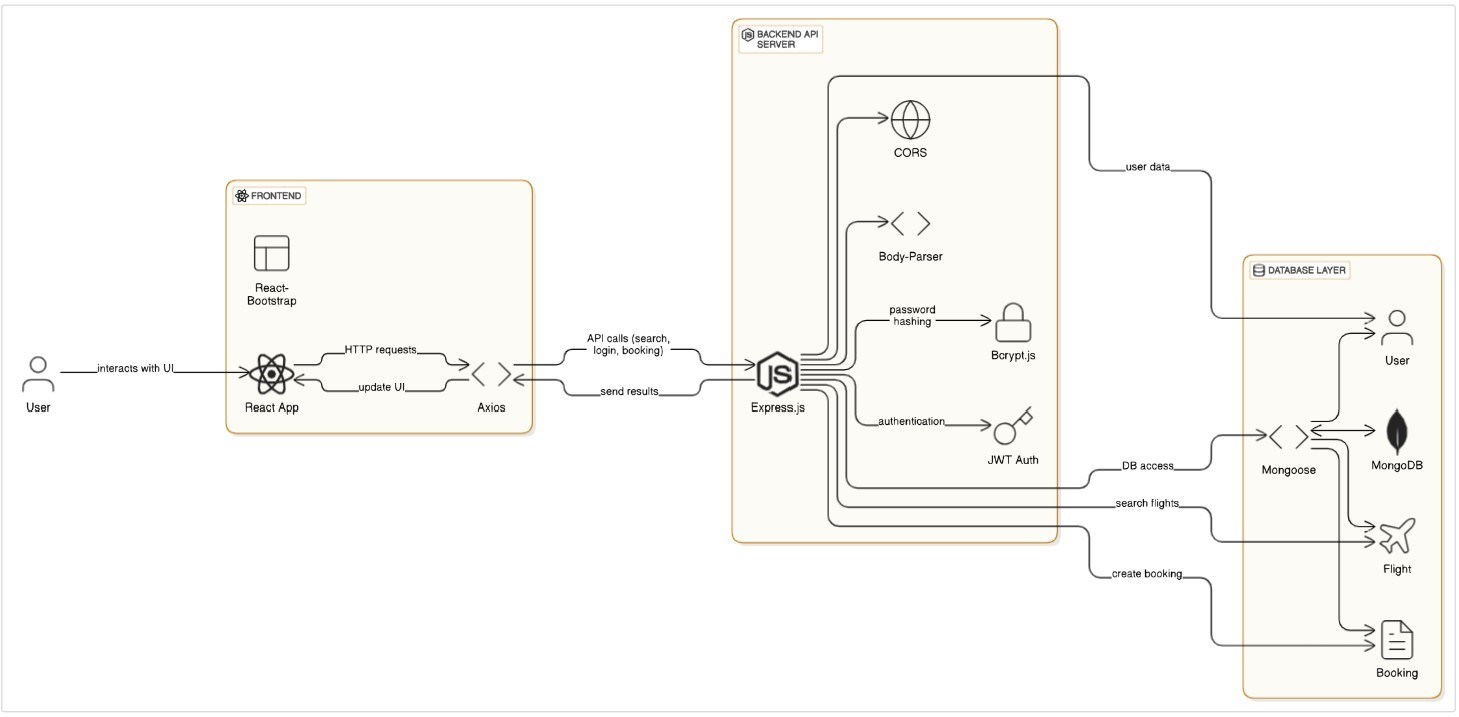 BACKEND API
SERVER
CORS
user data
FRONTEND
Body-Parser
React-
Bootstrap
DATABASE LAYER
password
hashing
Bcrypt.js
User
API calls (search,
login, booking)
HTTP requests
interacts with UI
update UI
send results
User
React App
Axios
Express.js
authentication
JWT Auth
DB access
Mongoose
MongoDB
search flights
Flight
create booking
Booking